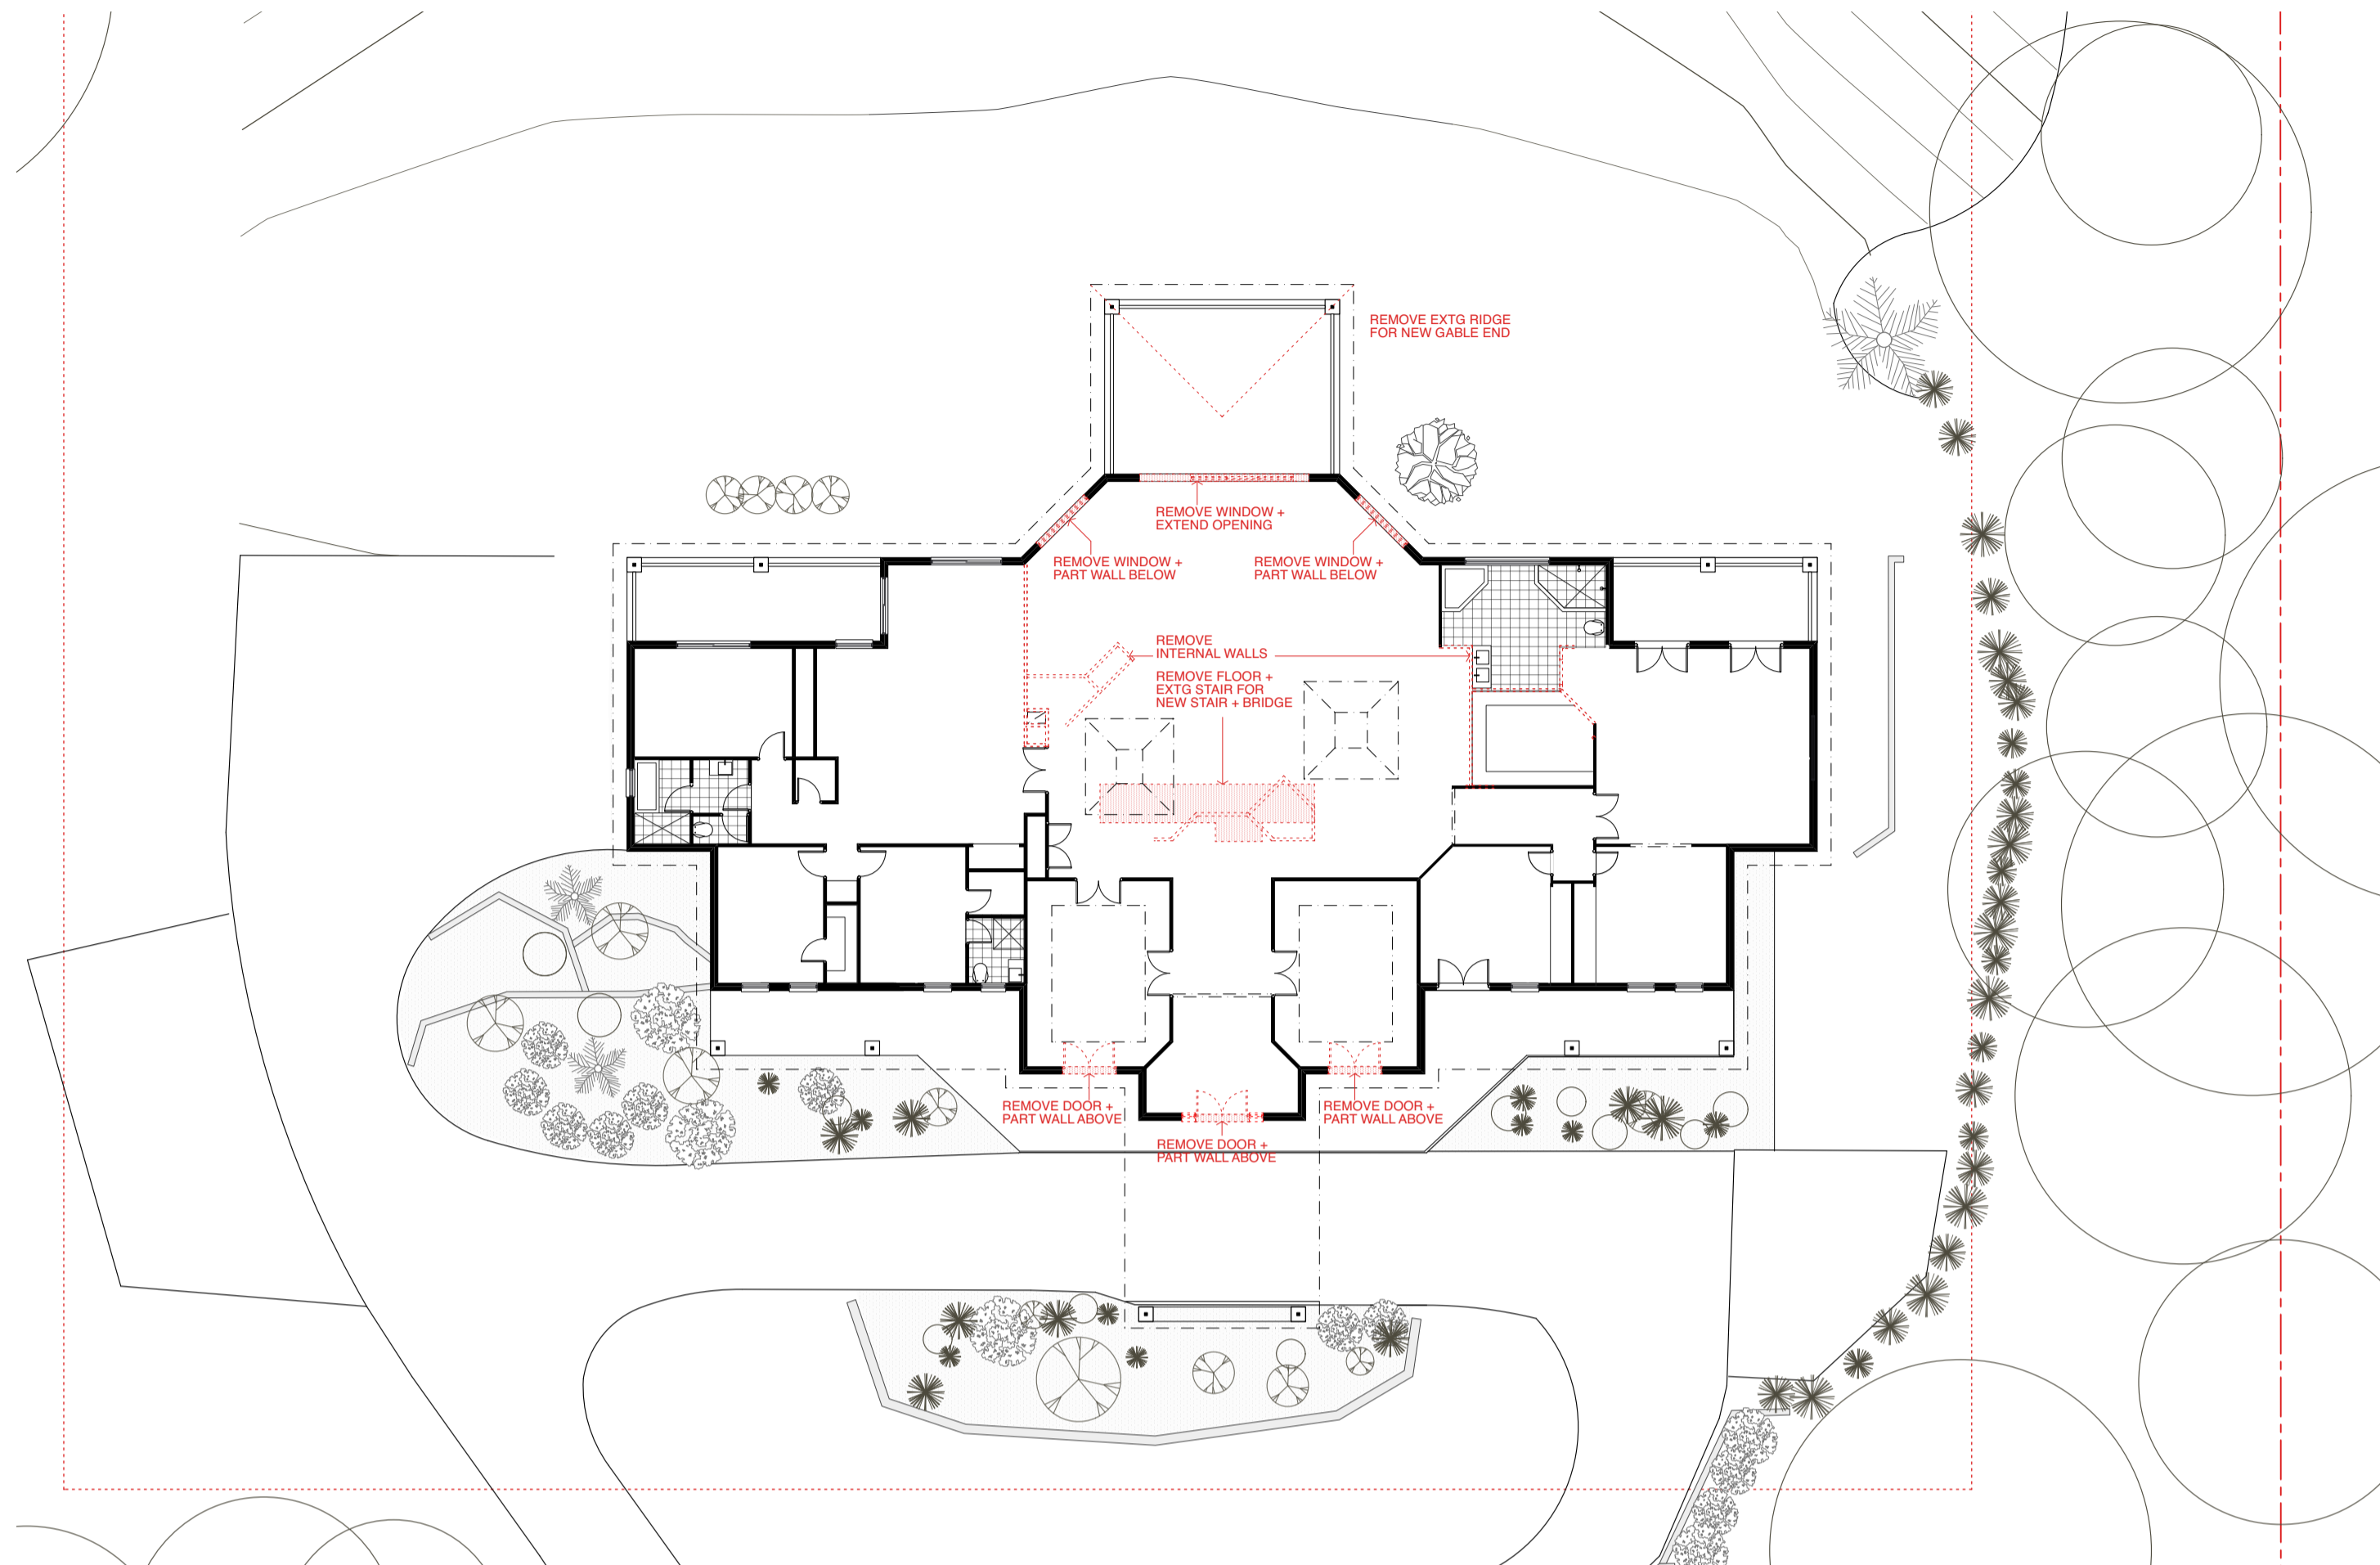 REMOVE EXTG RIDGE
FOR NEW GABLE END
REMOVE WINDOW +
EXTEND OPENING
REMOVE WINDOW +
PART WALL BELOW
REMOVE WINDOW +
PART WALL BELOW
REMOVE
INTERNAL WALLS
REMOVE FLOOR +
EXTG STAIR FOR
NEW STAIR + BRIDGE
REMOVE DOOR +
PART WALL ABOVE
REMOVE DOOR +
PART WALL ABOVE
REMOVE DOOR +
PART WALL ABOVE